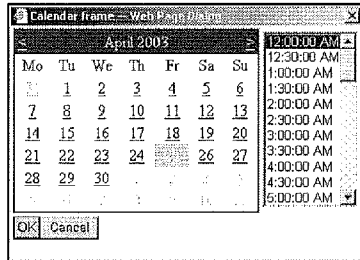 Calendar frame -- Web Page Dialog
< April 2003 >
Mo Tu We Th Fr Sa Su
31 1 2 3 4 5 6
7 8 9 10 11 12 13
14 15 16 17 18 19 20
21 22 23 24 26 27
28 29 30
12:00:00 AM
12:30:00 AM
1:00:00 AM
1:30:00 AM
2:00:00 AM
2:30:00 AM
3:00:00 AM
3:30:00 AM
4:00:00 AM
4:30:00 AM
5:00:00 AM
OK Cancel